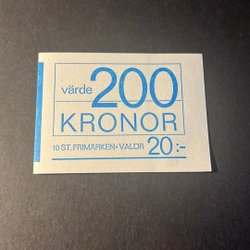 värde 200
KRONOR
10 ST. FRIMÄRKEN • VALÖR 20:-